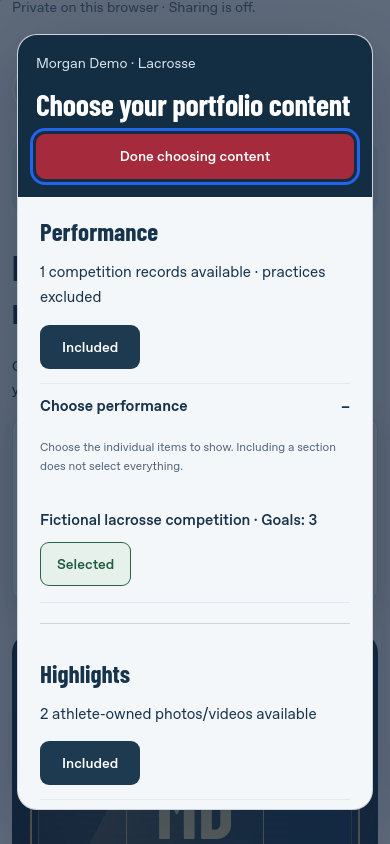 Private on this browser · Sharing is off.
Morgan Demo · Lacrosse
Choose your portfolio content
Done choosing content
Performance
1 competition records available · practices
excluded
Included
Choose performance –
Choose the individual items to show. Including a section
does not select everything.
Fictional lacrosse competition · Goals: 3
Selected
Highlights
2 athlete-owned photos/videos available
Included
MD